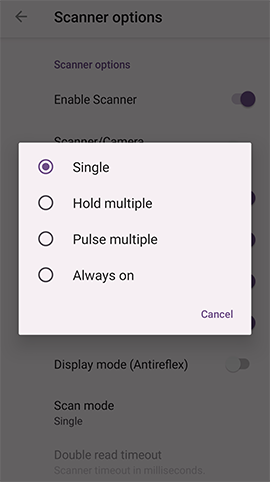 Scanner options
Scanner options
Enable Scanner
Scanner/Camera
Single
Hold multiple
Pulse multiple
Always on
Cancel
Display mode (Antireflex)
Scan mode
Single
Double read timeout
Scanner timeout in milliseconds.